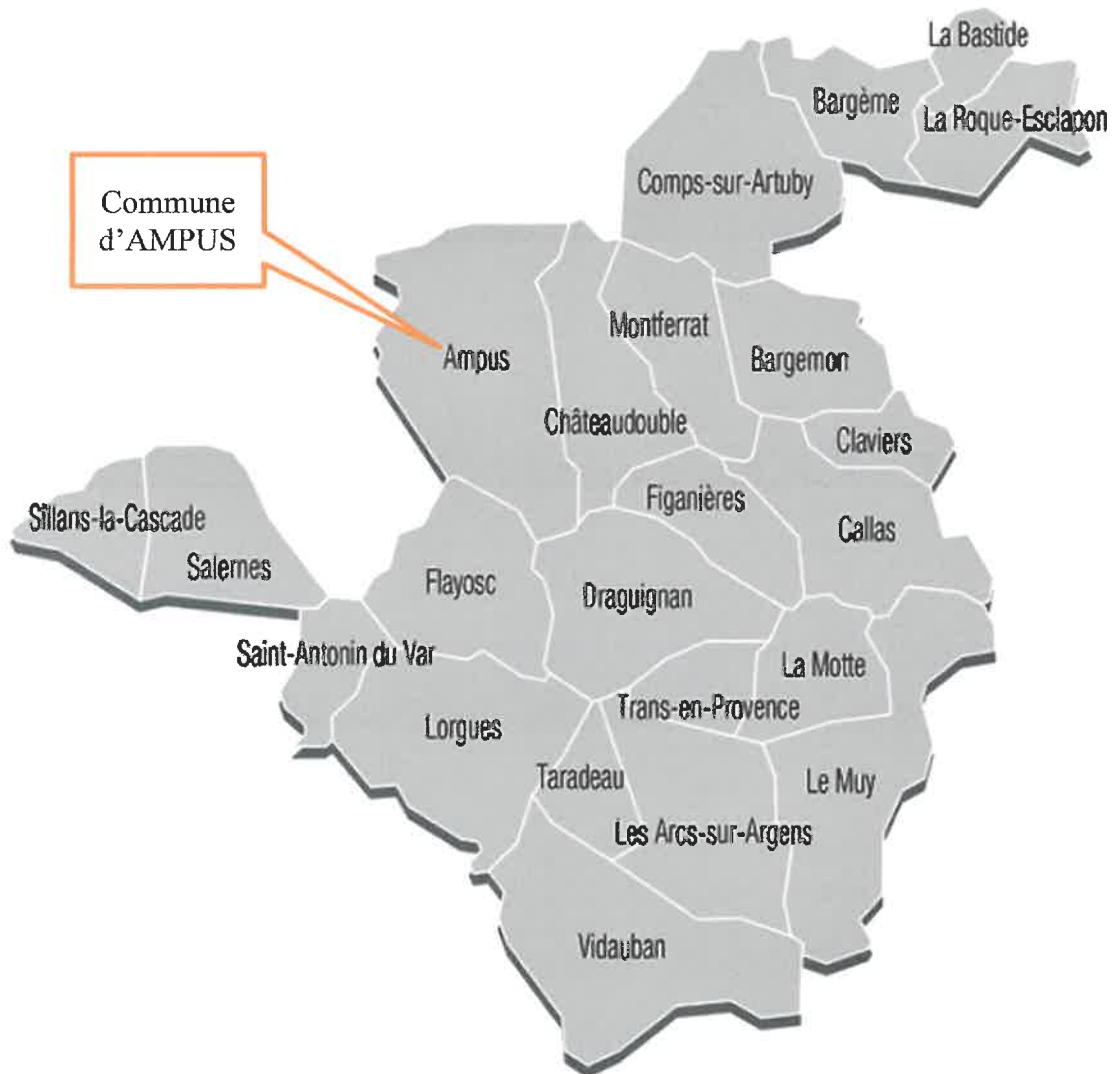 La Bastide
Bargème
La Roque-Esclapon
Comps-sur-Artuby
Commune
d'AMPUS
Montferrat
Ampus
Bargemon
Châteaudouble
Claviers
Figanières
Sillans-la-Cascade
Callas
Salernes
Flayosc
Draguignan
Saint-Antonin du Var
La Motte
Trans-en-Provence
Lorgues
Taradeau
Le Muy
Les Arcs-sur-Argens
Vidauban